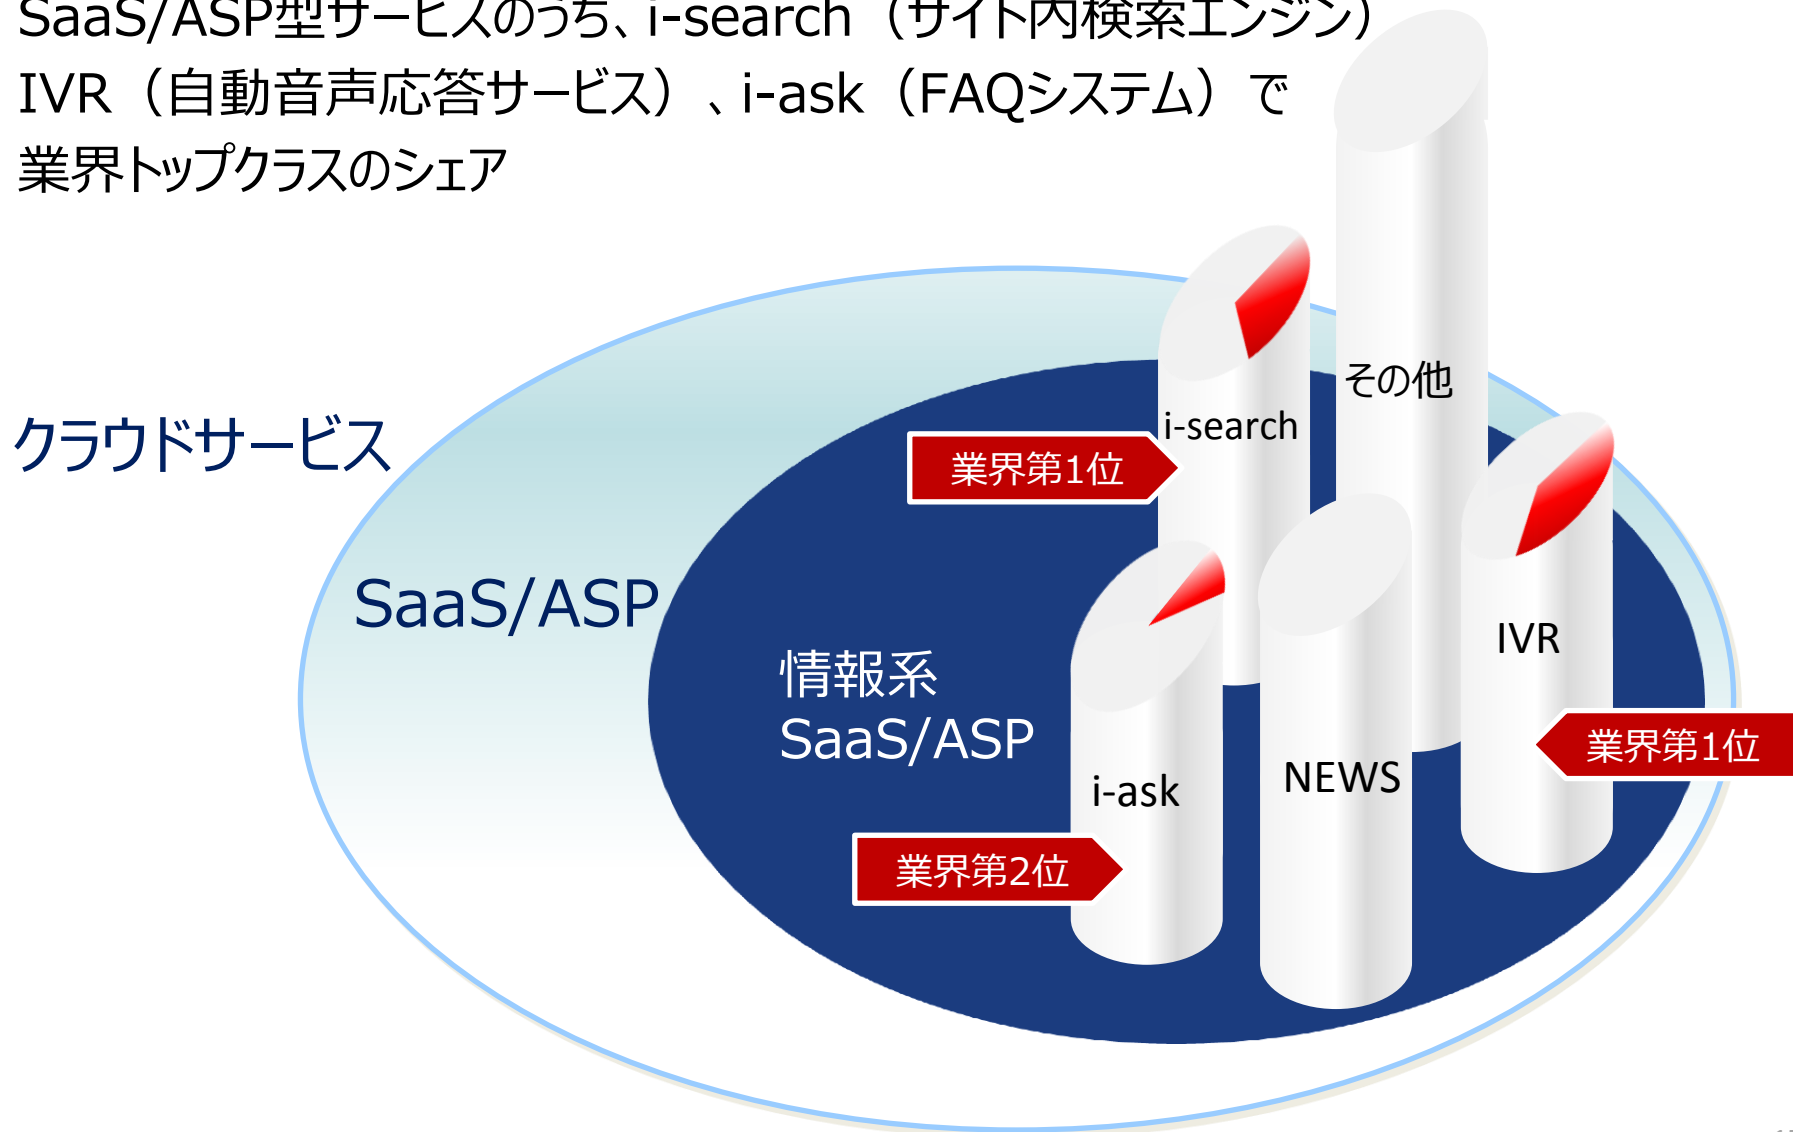 SaaS/ASP型サービスのうち、i-search（サイト内検索エンジン）
IVR（自動音声応答サービス）、i-ask（FAQシステム）で
業界トップクラスのシェア
その他
i-search
クラウドサービス
業界第1位
SaaS/ASP
IVR
情報系
SaaS/ASP
業界第1位
NEWS
i-ask
業界第2位